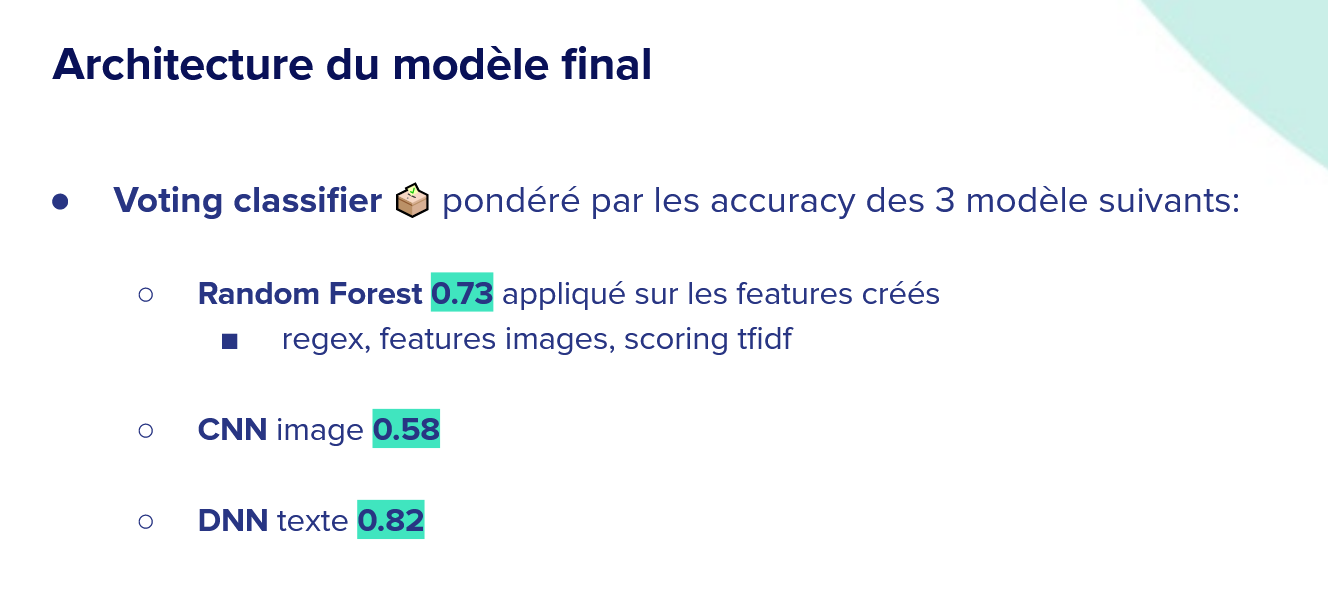 Architecture du modèle final
● Voting classifier 🗳 pondéré par les accuracy des 3 modèle suivants:
○ Random Forest 0.73 appliqué sur les features créés
■ regex, features images, scoring tfidf
○ CNN image 0.58
○ DNN texte 0.82